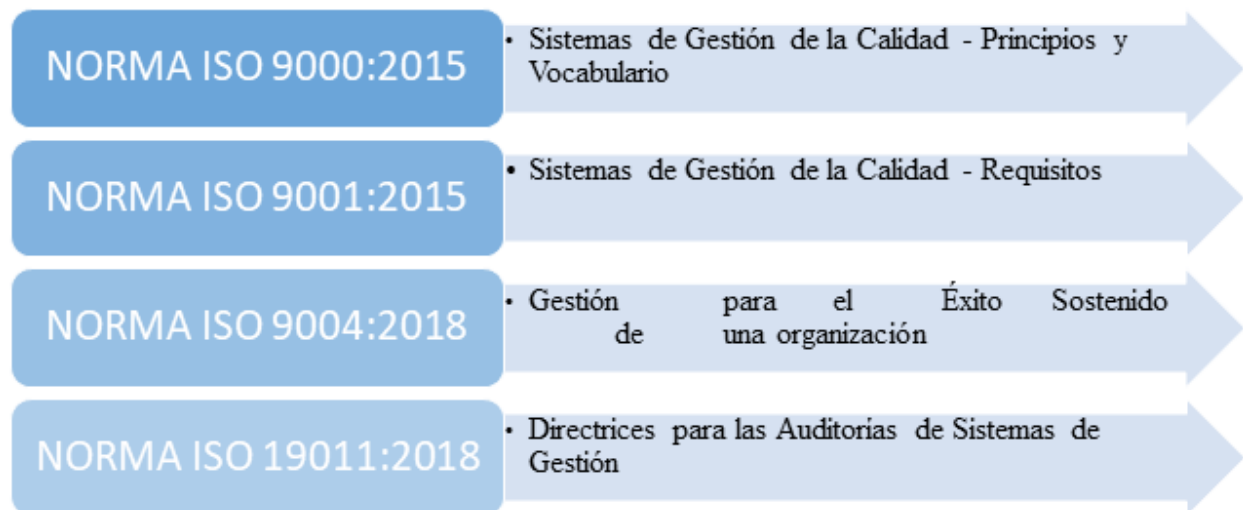 NORMA ISO 9000:2015
• Sistemas de Gestión de la Calidad - Principios y
Vocabulario
NORMA ISO 9001:2015
• Sistemas de Gestión de la Calidad - Requisitos
NORMA ISO 9004:2018
• Gestión para el Éxito Sostenido
de una organización
NORMA ISO 19011:2018
• Directrices para las Auditorias de Sistemas de
Gestión